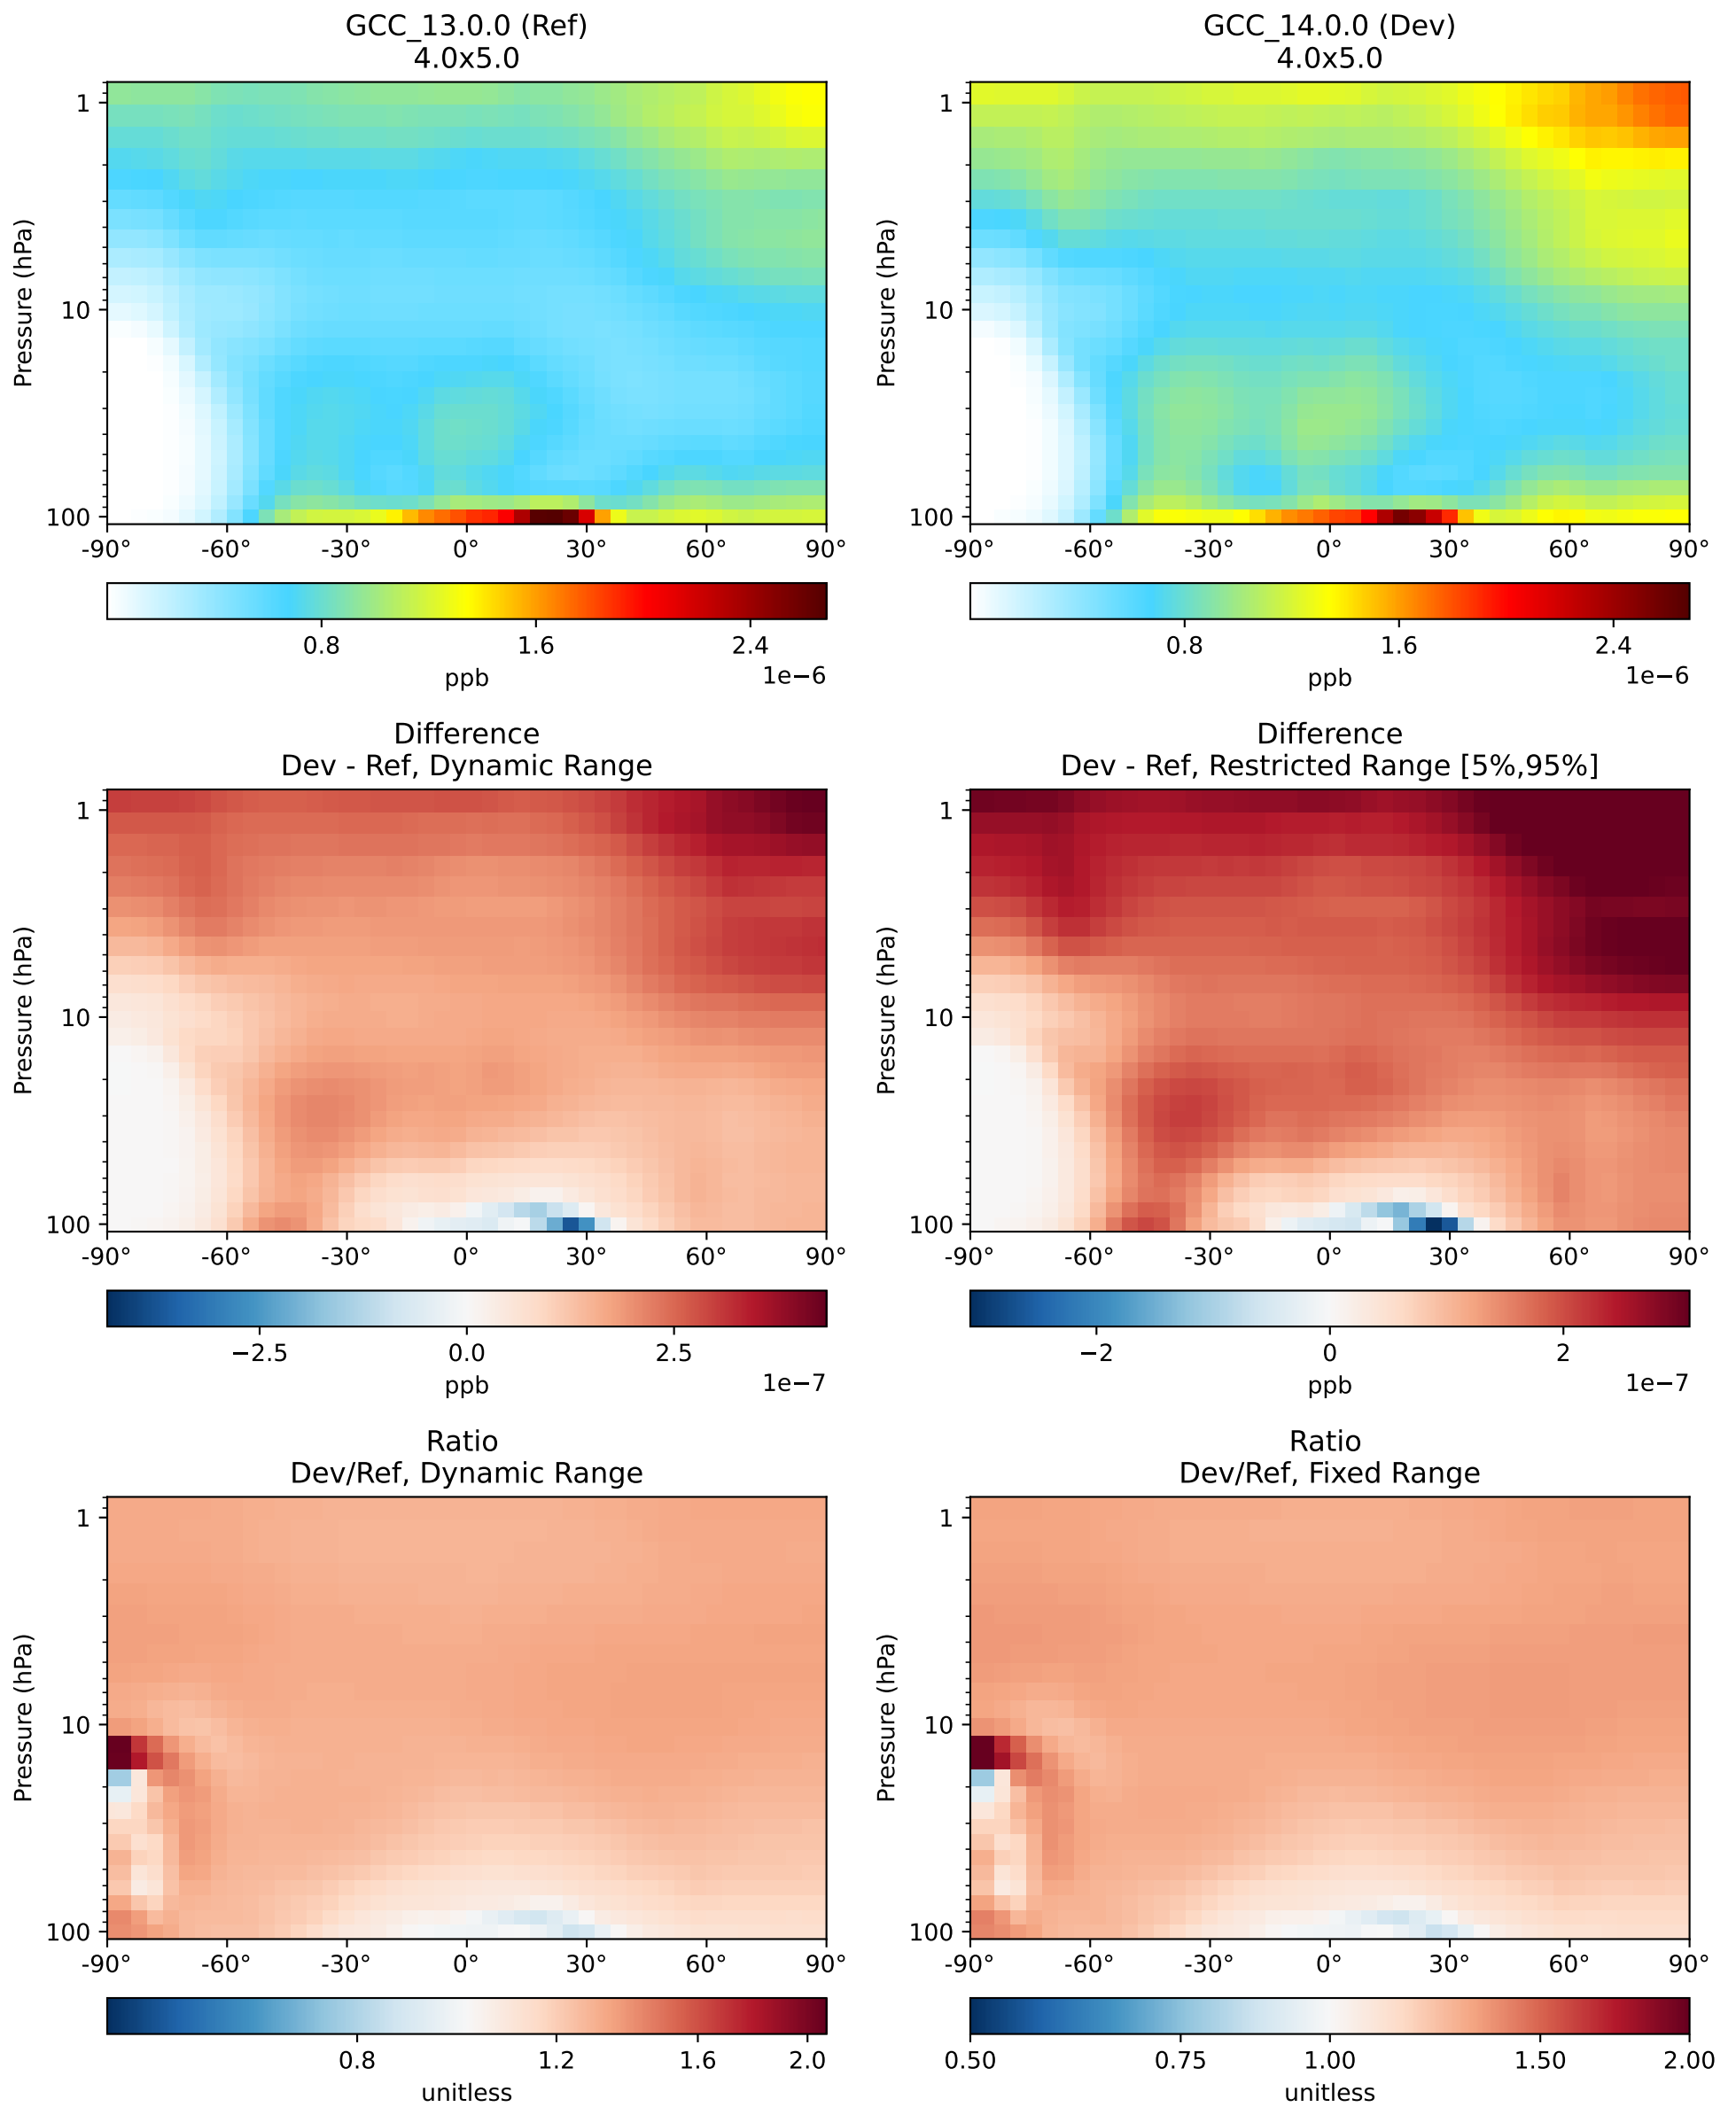 GCC_13.0.0 (Ref)
4.0x5.0
GCC_14.0.0 (Dev)
4.0x5.0
Pressure (hPa)
1
10
100
-90° -60° -30° 0° 30° 60° 90°
Pressure (hPa)
1
10
100
-90° -60° -30° 0° 30° 60° 90°
0.8 1.6 2.4
1e−6
ppb
0.8 1.6 2.4
1e−6
ppb
Difference
Dev - Ref, Dynamic Range
Difference
Dev - Ref, Restricted Range [5%,95%]
Pressure (hPa)
1
10
100
-90° -60° -30° 0° 30° 60° 90°
Pressure (hPa)
1
10
100
-90° -60° -30° 0° 30° 60° 90°
−2.5 0.0 2.5
1e−7
ppb
−2 0 2
1e−7
ppb
Ratio
Dev/Ref, Dynamic Range
Ratio
Dev/Ref, Fixed Range
Pressure (hPa)
1
10
100
-90° -60° -30° 0° 30° 60° 90°
Pressure (hPa)
1
10
100
-90° -60° -30° 0° 30° 60° 90°
0.8 1.2 1.6 2.0
unitless
0.50 0.75 1.00 1.50 2.00
unitless